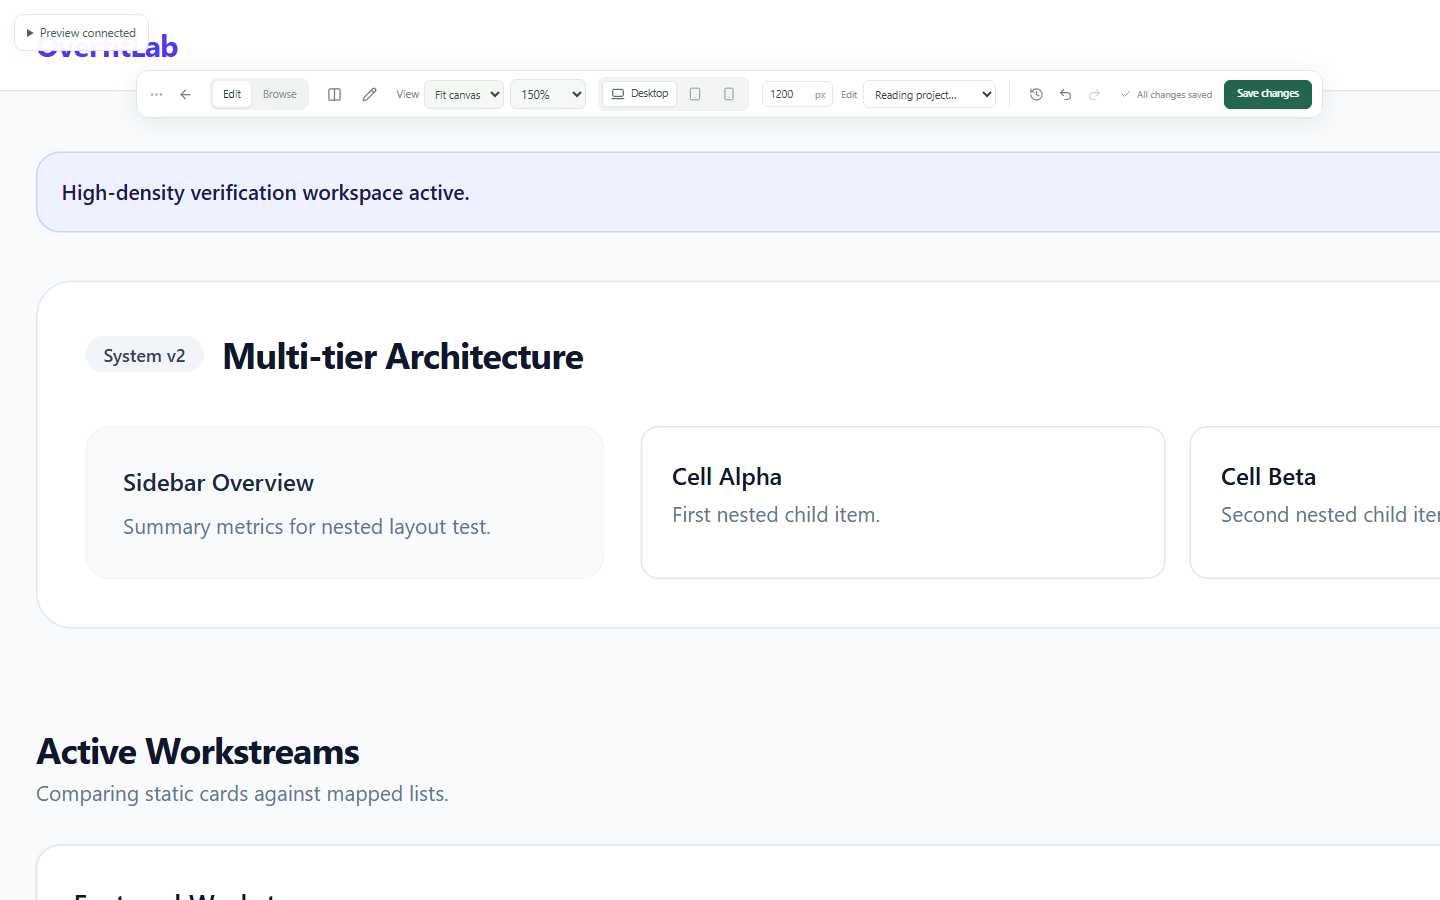 Preview connected
OverfitLab
Edit Browse View Fit canvas 150% Desktop 1200 px Edit Reading project... All changes saved Save changes
High-density verification workspace active.
System v2 Multi-tier Architecture
Sidebar Overview
Summary metrics for nested layout test.
Cell Alpha
First nested child item.
Cell Beta
Second nested child
Active Workstreams
Comparing static cards against mapped lists.